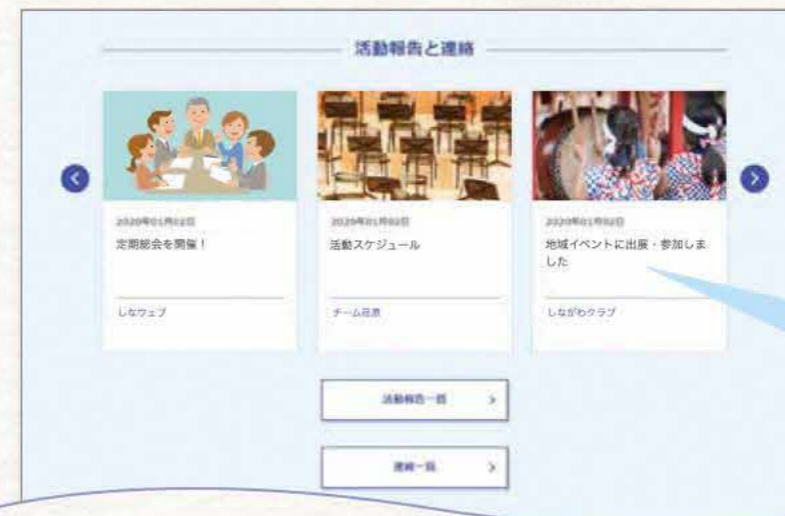 活動報告と連絡
2020年01月02日
定期総会を開催！
しなウェブ
2020年01月02日
活動スケジュール
チーム荏原
2020年01月02日
地域イベントに出展・参加しま
した
しながわクラブ
活動報告一覧
連絡一覧